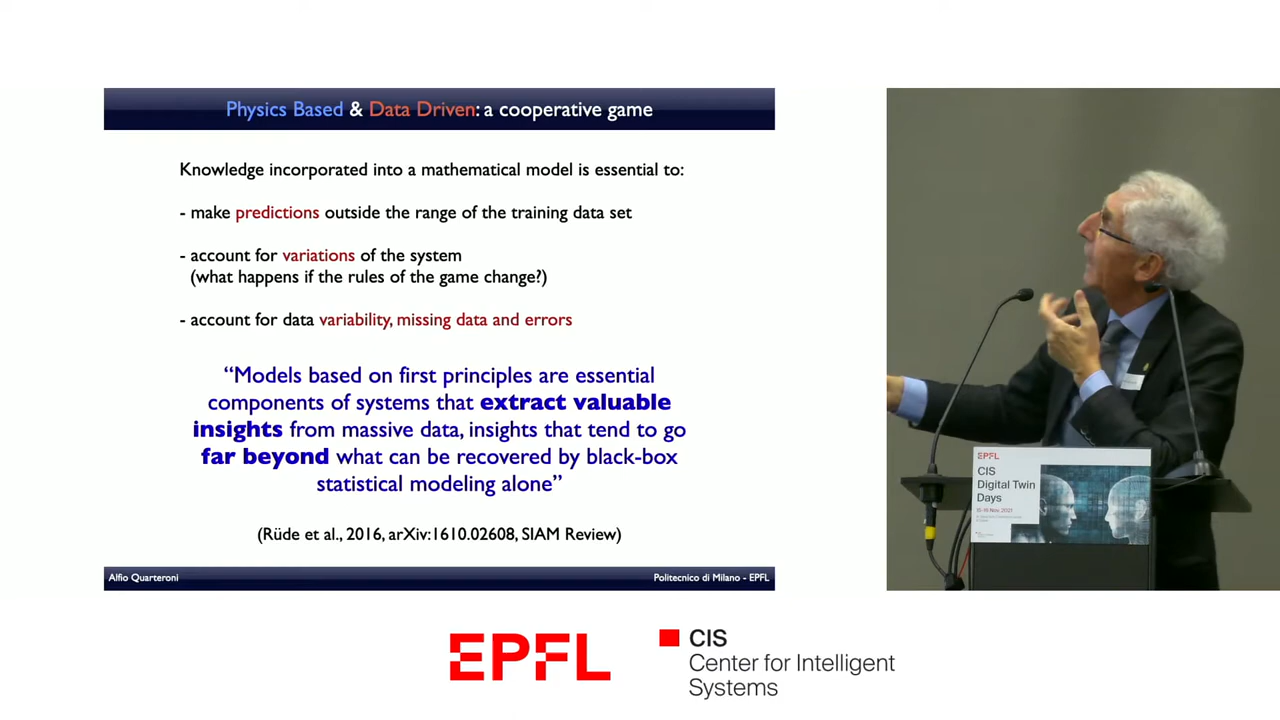 Physics Based & Data Driven: a cooperative game
Knowledge incorporated into a mathematical model is essential to:
- make predictions outside the range of the training data set
- account for variations of the system
(what happens if the rules of the game change?)
- account for data variability, missing data and errors
“Models based on first principles are essential
components of systems that extract valuable
insights from massive data, insights that tend to go
far beyond what can be recovered by black-box
statistical modeling alone”
(Rüde et al., 2016, arXiv:1610.02608, SIAM Review)
Alfio Quarteroni
Politecnico di Milano - EPFL
EPFL
CIS
Digital Twin
Days
EPFL
CIS
Center for Intelligent
Systems